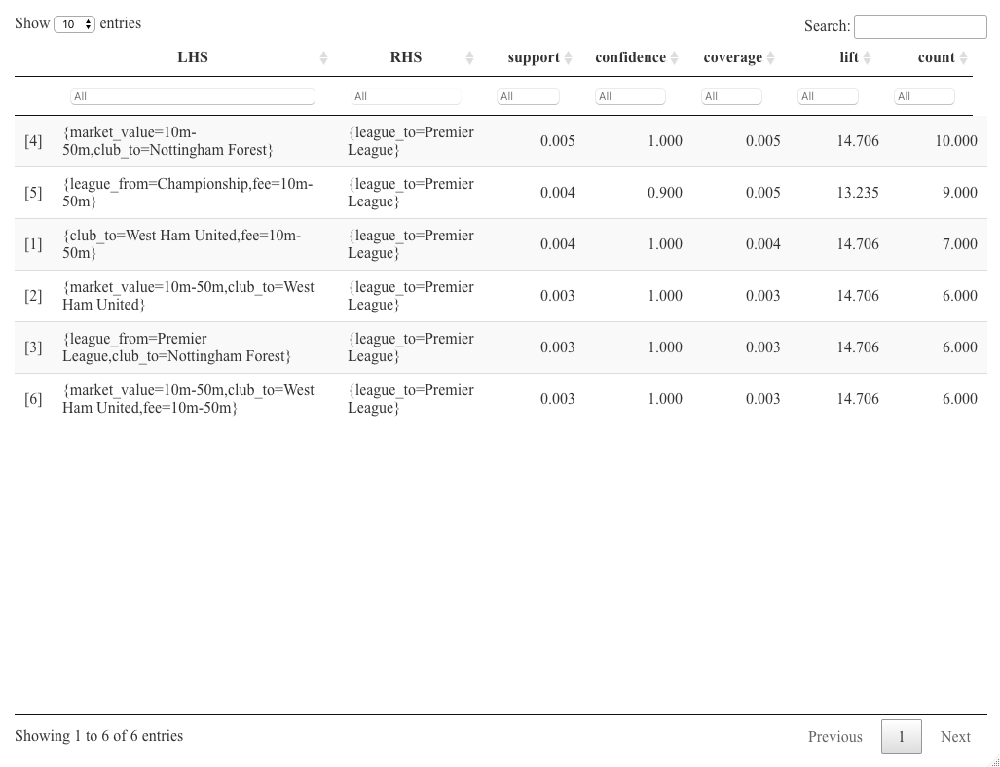 Show 10 entries
Search:
LHS RHS support confidence coverage lift count
All All All All All All All
[4] {market_value=10m-
50m,club_to=Nottingham Forest} {league_to=Premier
League} 0.005 1.000 0.005 14.706 10.000
[5] {league_from=Championship,fee=10m-
50m} {league_to=Premier
League} 0.004 0.900 0.005 13.235 9.000
[1] {club_to=West Ham United,fee=10m-
50m} {league_to=Premier
League} 0.004 1.000 0.004 14.706 7.000
[2] {market_value=10m-50m,club_to=West
Ham United} {league_to=Premier
League} 0.003 1.000 0.003 14.706 6.000
[3] {league_from=Premier
League,club_to=Nottingham Forest} {league_to=Premier
League} 0.003 1.000 0.003 14.706 6.000
[6] {market_value=10m-50m,club_to=West
Ham United,fee=10m-50m} {league_to=Premier
League} 0.003 1.000 0.003 14.706 6.000
Showing 1 to 6 of 6 entries
Previous 1 Next